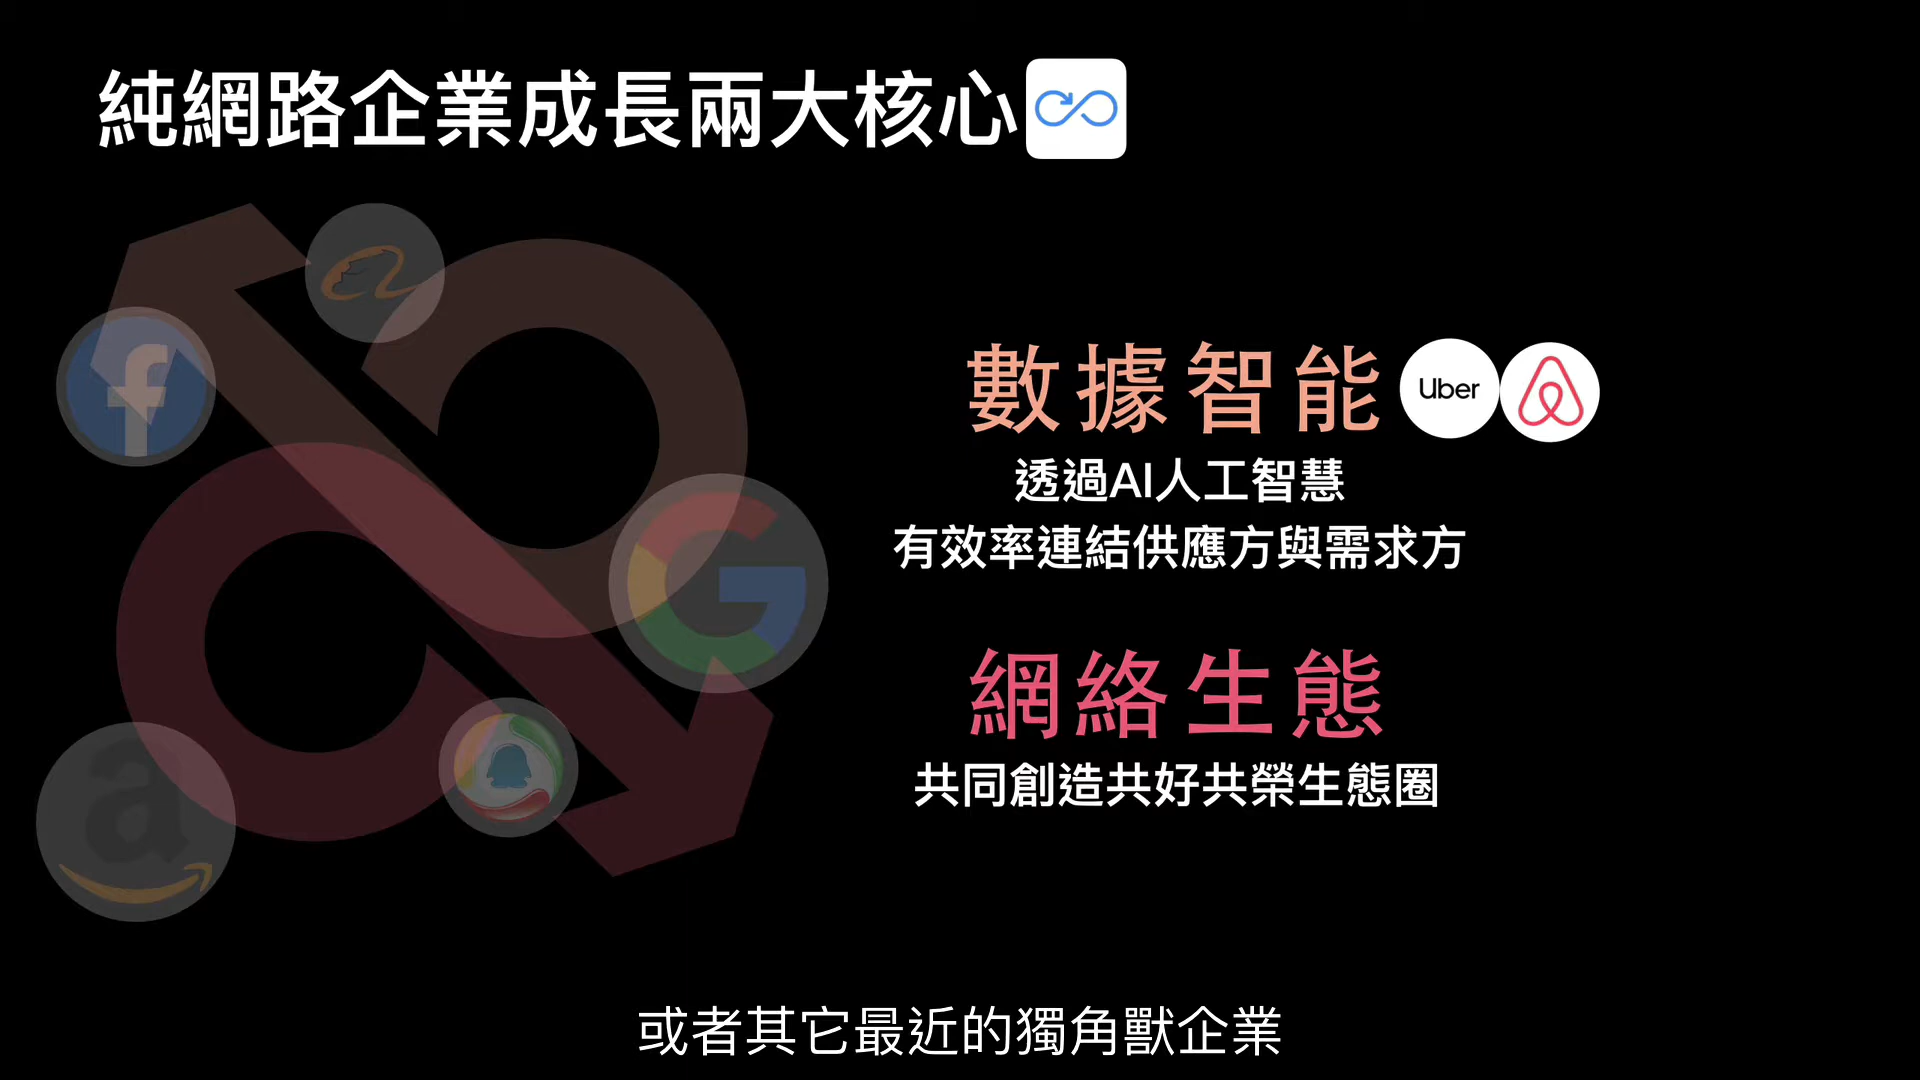 純網路企業成長兩大核心
數據智能
Uber
透過AI人工智慧
有效率連結供應方與需求方
網絡生態
共同創造共好共榮生態圈
或者其它最近的獨角獸企業